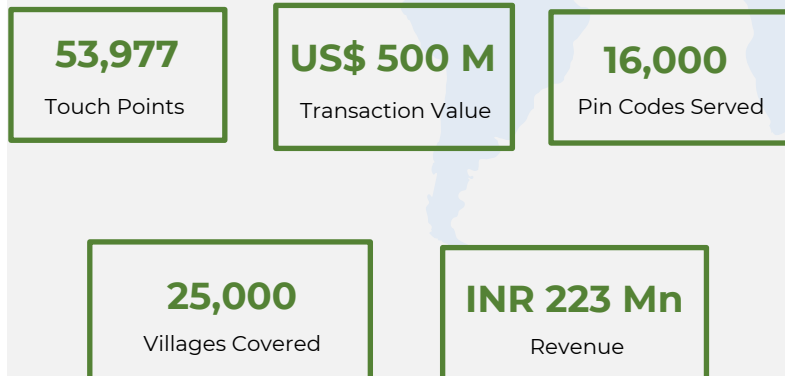 53,977
Touch Points
US$ 500 M
Transaction Value
16,000
Pin Codes Served
25,000
Villages Covered
INR 223 Mn
Revenue